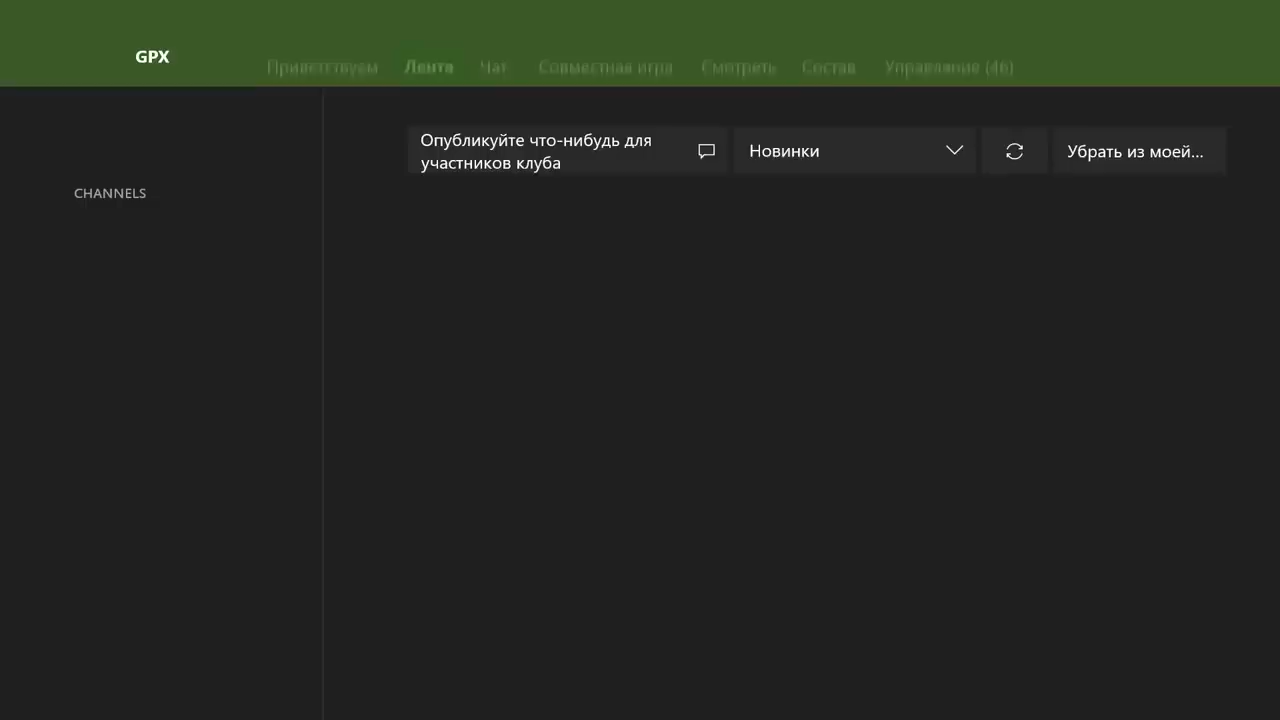 GPX
Приветствуем Лента Чат Совместная игра Смотреть Состав Управление (46)
Опубликуйте что-нибудь для
участников клуба
Новинки
Убрать из моей...
CHANNELS